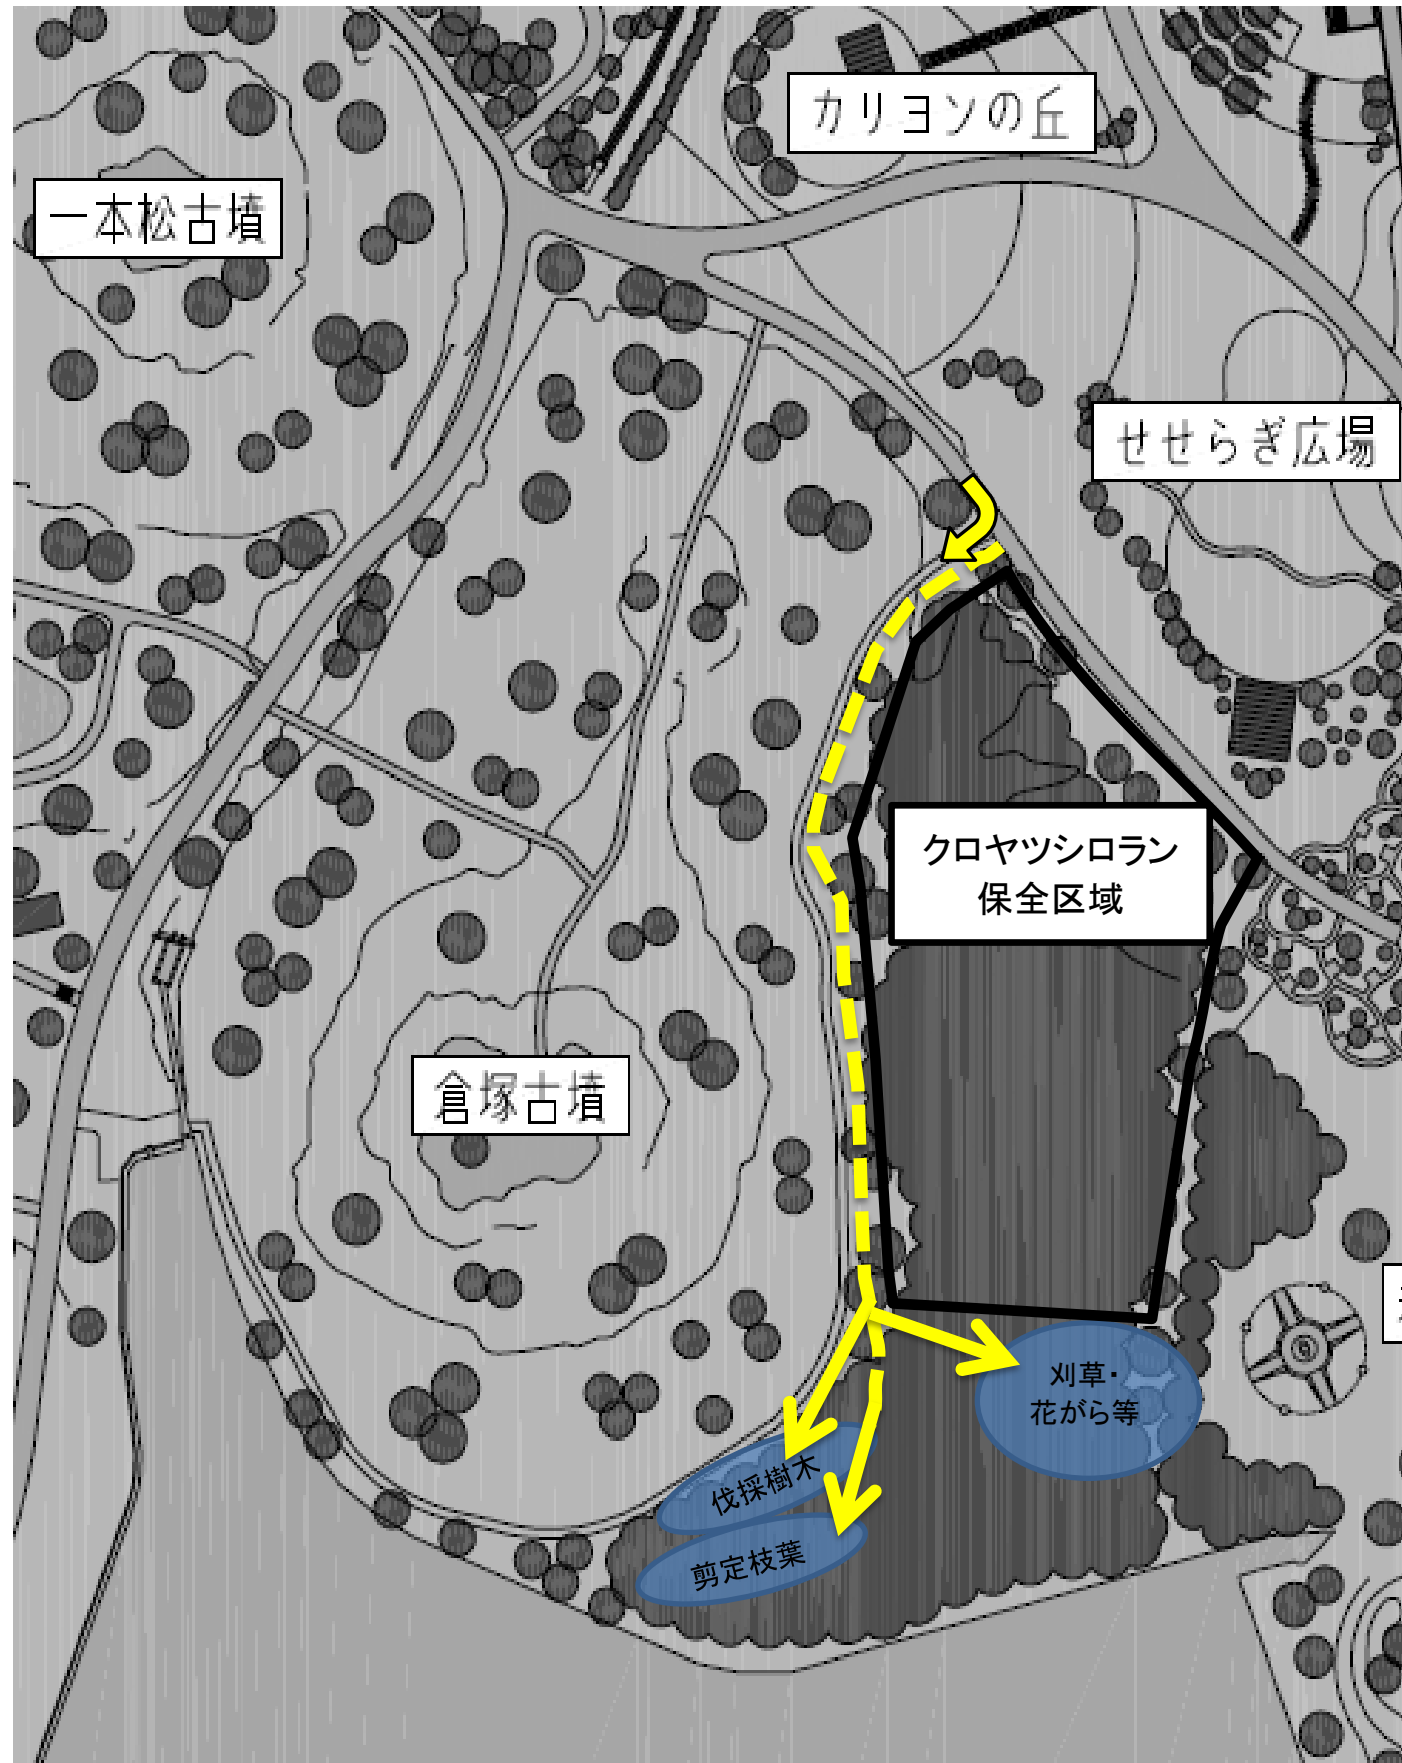 カリヨンの丘
一本松古墳
せせらぎ広場
クロヤツシロラン
保全区域
倉塚古墳
刈草・
花がら等
伐採樹木
剪定枝葉